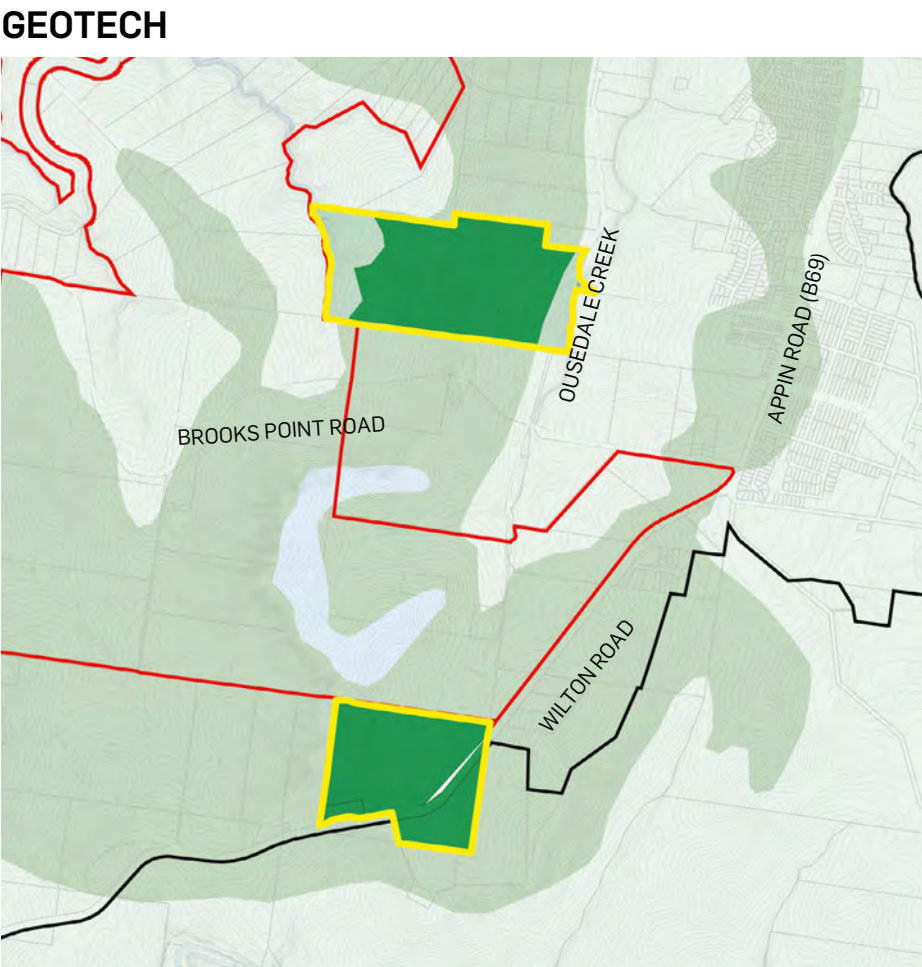 GEOTECH
OUSEDALE CREEK
APPIN ROAD (B69)
BROOKS POINT ROAD
WILTON ROAD